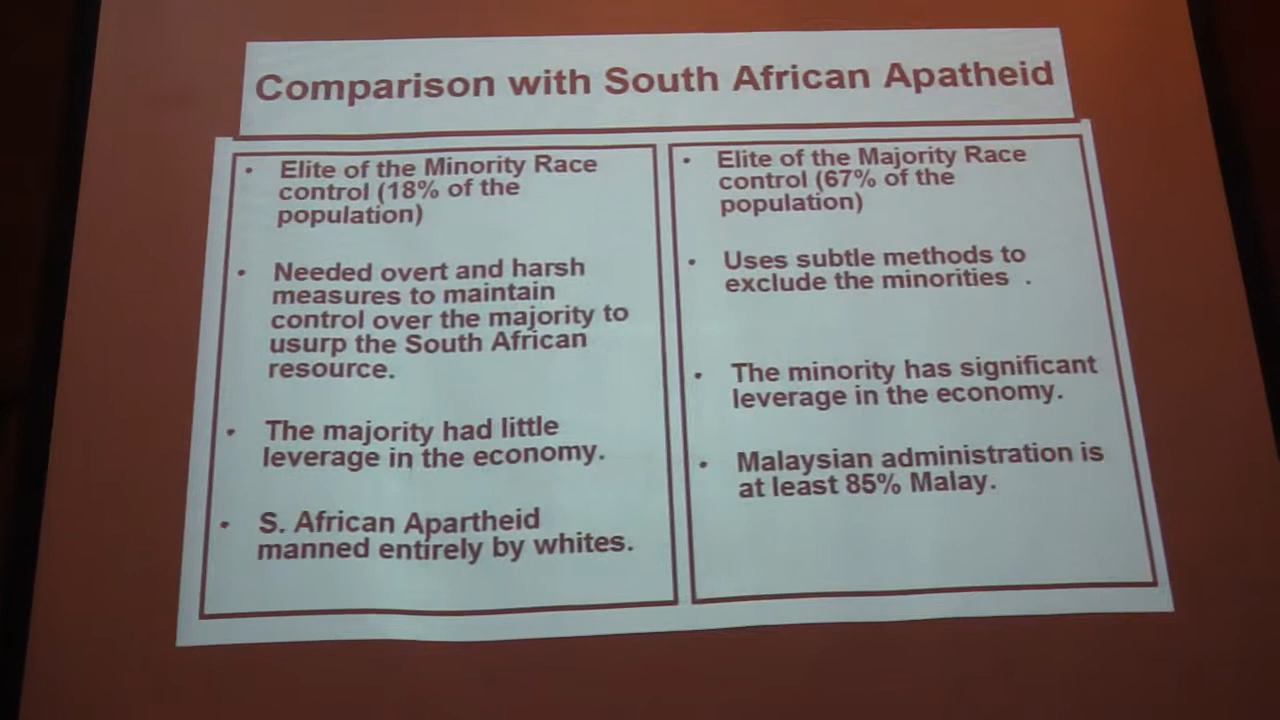 Comparison with South African Apatheid
• Elite of the Minority Race
control (18% of the
population)
• Needed overt and harsh
measures to maintain
control over the majority to
usurp the South African
resource.
• The majority had little
leverage in the economy.
• S. African Apartheid
manned entirely by whites.
• Elite of the Majority Race
control (67% of the
population)
• Uses subtle methods to
exclude the minorities .
• The minority has significant
leverage in the economy.
• Malaysian administration is
at least 85% Malay.